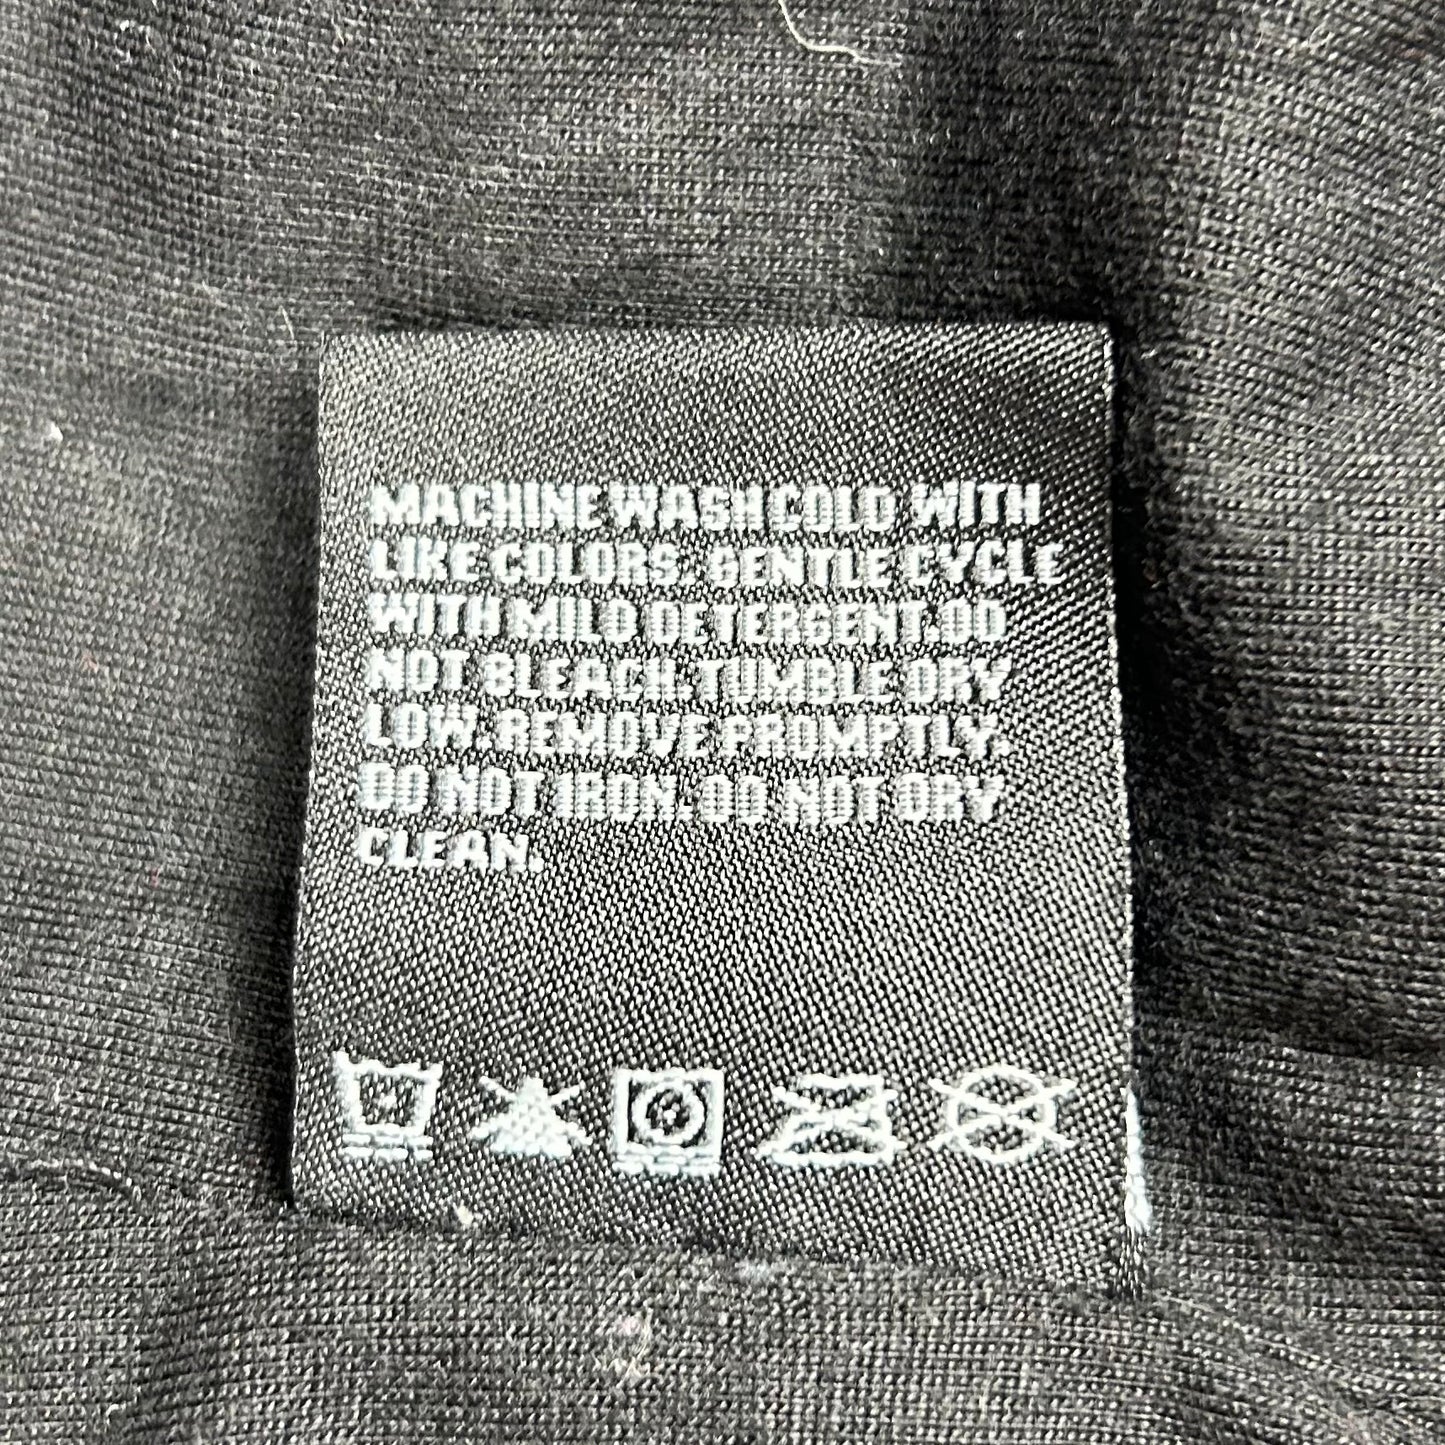 MACHINE WASH COLD WITH
LIKE COLORS. GENTLE CYCLE
WITH MILD DETERGENT. DO
NOT BLEACH. TUMBLE DRY
LOW. REMOVE PROMPTLY.
DO NOT IRON. DO NOT DRY
CLEAN.